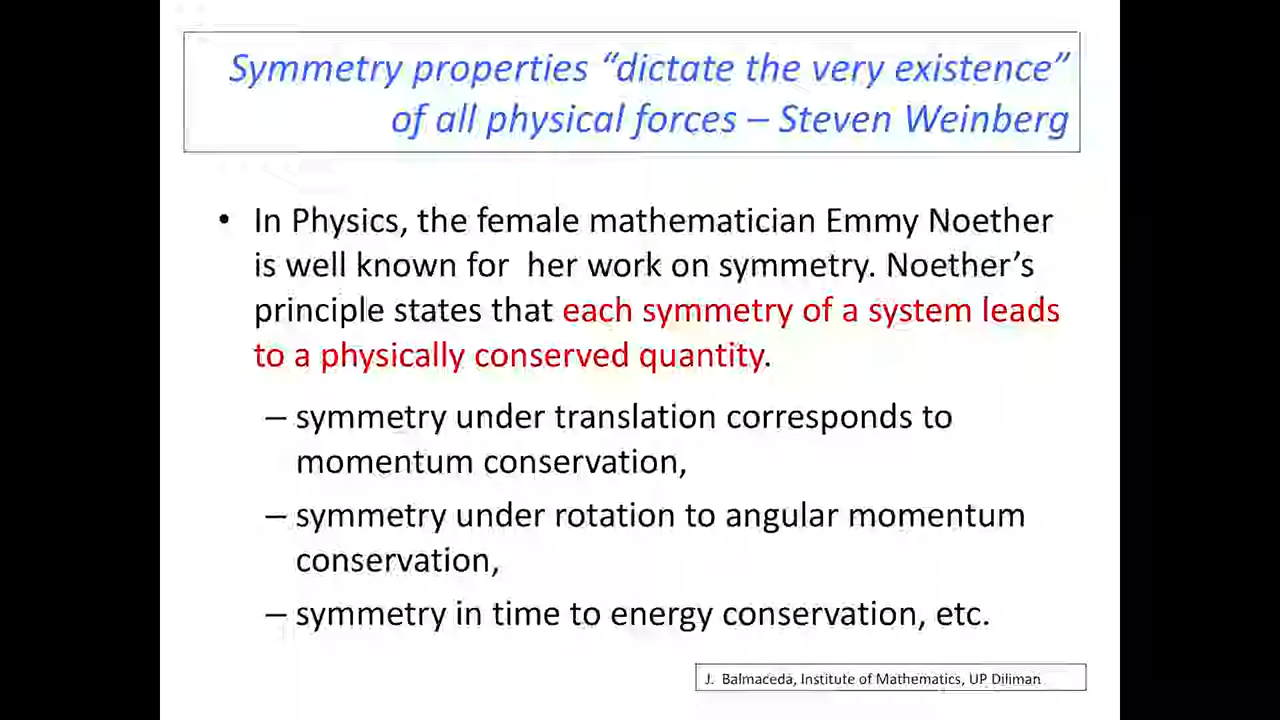 Symmetry properties “dictate the very existence”
of all physical forces – Steven Weinberg
• In Physics, the female mathematician Emmy Noether
is well known for her work on symmetry. Noether’s
principle states that each symmetry of a system leads
to a physically conserved quantity.
– symmetry under translation corresponds to
momentum conservation,
– symmetry under rotation to angular momentum
conservation,
– symmetry in time to energy conservation, etc.
J. Balmaceda, Institute of Mathematics, UP Diliman